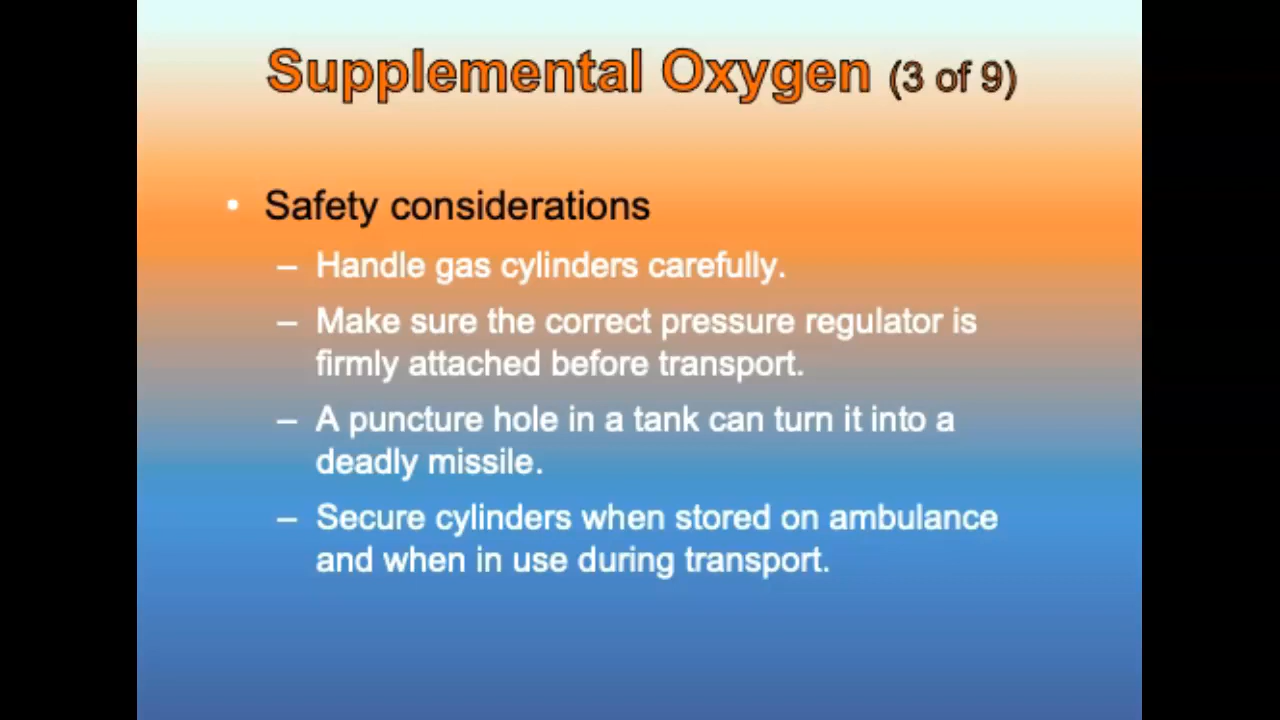 Supplemental Oxygen (3 of 9)
• Safety considerations
– Handle gas cylinders carefully.
– Make sure the correct pressure regulator is
firmly attached before transport.
– A puncture hole in a tank can turn it into a
deadly missile.
– Secure cylinders when stored on ambulance
and when in use during transport.